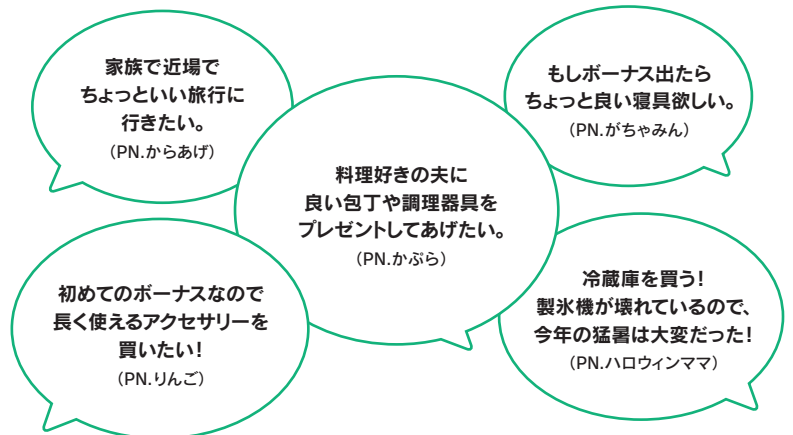 家族で近場で
ちょっといい旅行に
行きたい。
(PN.からあげ)
もしボーナス出たら
ちょっと良い寝具欲しい。
(PN.がちゃみん)
料理好きの夫に
良い包丁や調理器具を
プレゼントしてあげたい。
(PN.かぶら)
初めてのボーナスなので
長く使えるアクセサリーを
買いたい!
(PN.りんご)
冷蔵庫を買う!
製氷機が壊れているので、
今年の猛暑は大変だった!
(PN.ハロウィンママ)